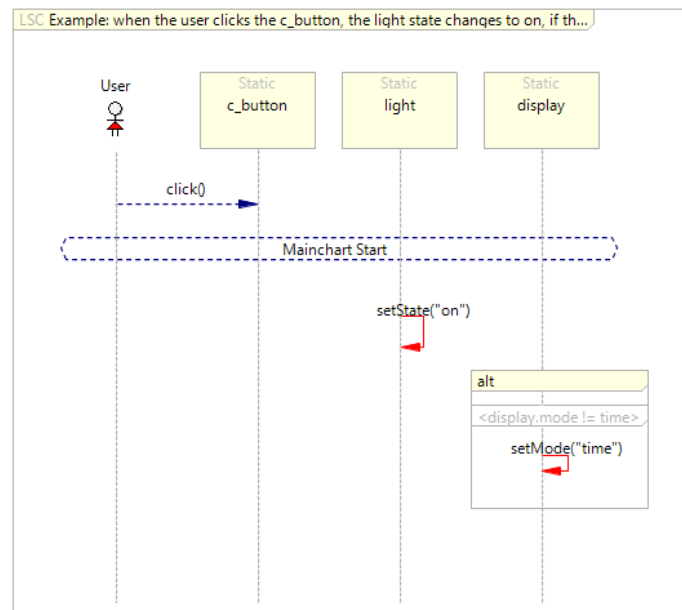 LSC Example: when the user clicks the c_button, the light state changes to on, if th...
User
Static
c_button
Static
light
Static
display
click()
Mainchart Start
setState("on")
alt
<display.mode != time>
setMode("time")